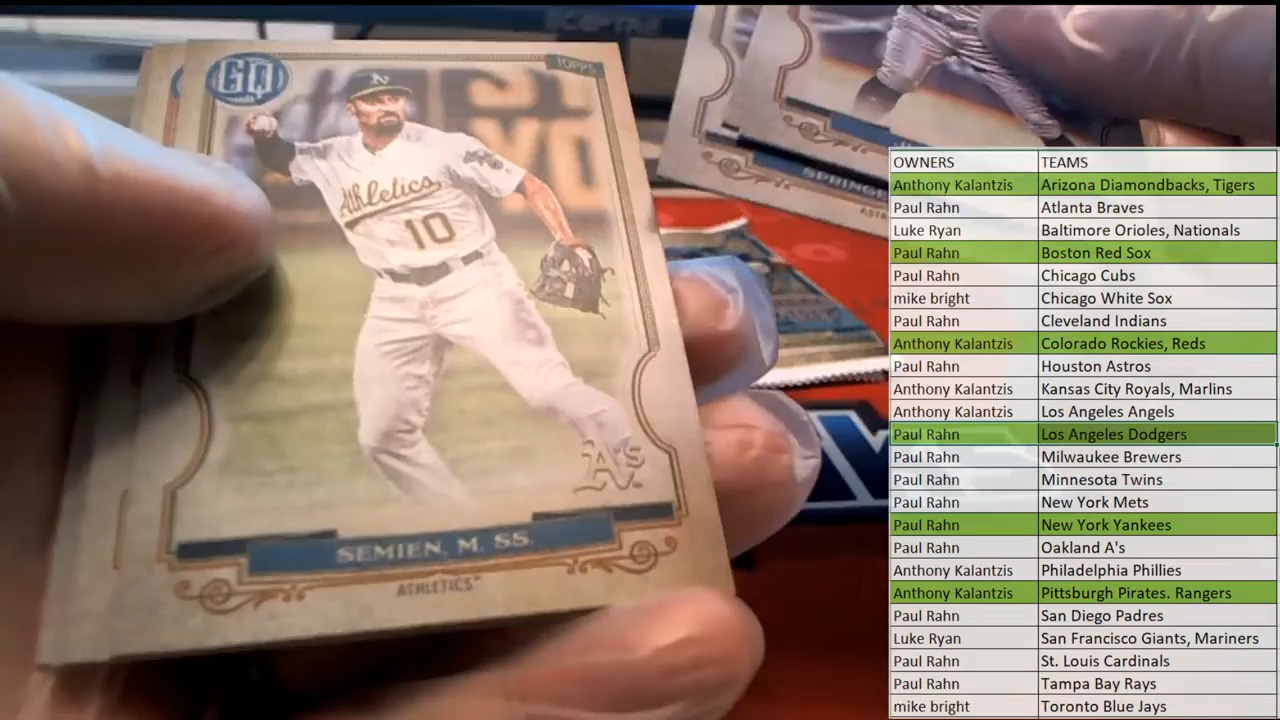 GQ
TOPPS
A
Athletics
10
A's
SEMIEN, M. SS.
ATHLETICS™
SPRING
OWNERS TEAMS
Anthony Kalantzis Arizona Diamondbacks, Tigers
Paul Rahn Atlanta Braves
Luke Ryan Baltimore Orioles, Nationals
Paul Rahn Boston Red Sox
Paul Rahn Chicago Cubs
mike bright Chicago White Sox
Paul Rahn Cleveland Indians
Anthony Kalantzis Colorado Rockies, Reds
Paul Rahn Houston Astros
Anthony Kalantzis Kansas City Royals, Marlins
Anthony Kalantzis Los Angeles Angels
Paul Rahn Los Angeles Dodgers
Paul Rahn Milwaukee Brewers
Paul Rahn Minnesota Twins
Paul Rahn New York Mets
Paul Rahn New York Yankees
Paul Rahn Oakland A's
Anthony Kalantzis Philadelphia Phillies
Anthony Kalantzis Pittsburgh Pirates. Rangers
Paul Rahn San Diego Padres
Luke Ryan San Francisco Giants, Mariners
Paul Rahn St. Louis Cardinals
Paul Rahn Tampa Bay Rays
mike bright Toronto Blue Jays